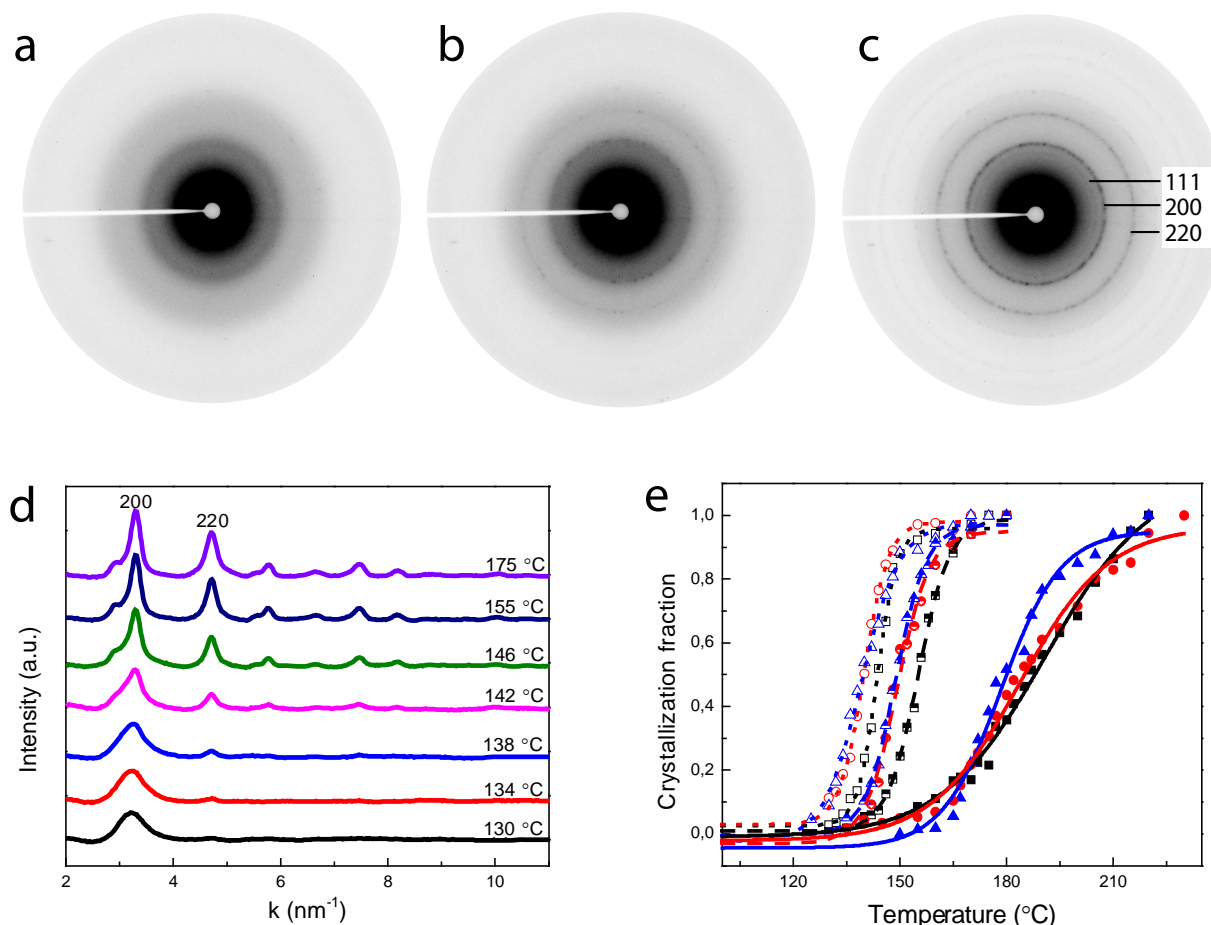 a
b
c
111
200
220
d
200
220
175 °C
155 °C
146 °C
142 °C
138 °C
134 °C
130 °C
Intensity (a.u.)
2 4 6 8 10
k (nm⁻¹)
e
1,0
0,8
0,6
0,4
0,2
0,0
Crystallization fraction
120 150 180 210
Temperature (°C)